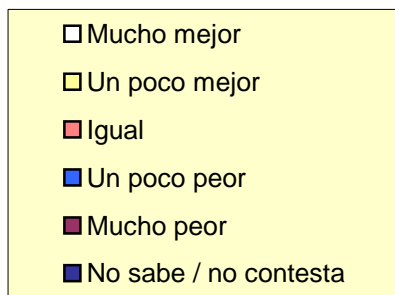 Mucho mejor
Un poco mejor
Igual
Un poco peor
Mucho peor
No sabe / no contesta